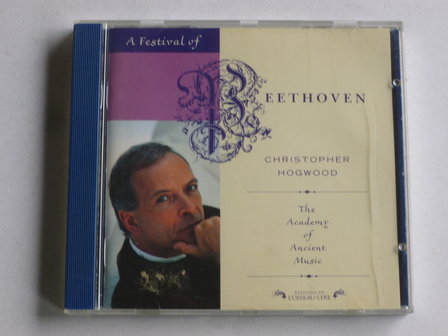 A Festival of
BEETHOVEN
CHRISTOPHER
HOGWOOD
The
Academy
of
Ancient
Music
EDITIONS DE
L'OISEAU-LYRE